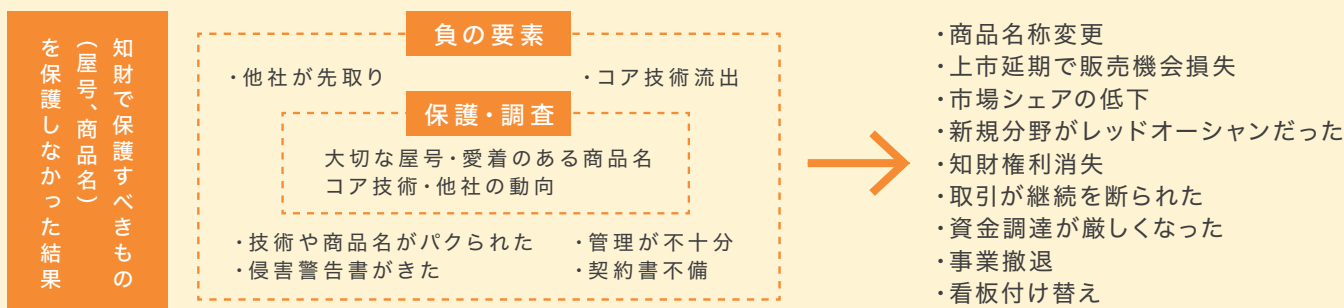 知財で保護すべきもの
（屋号、商品名）
を保護しなかった結果
負の要素
・他社が先取り
・コア技術流出
保護・調査
大切な屋号・愛着のある商品名
コア技術・他社の動向
・技術や商品名がパクられた
・管理が不十分
・侵害警告書がきた
・契約書不備
・商品名称変更
・上市延期で販売機会損失
・市場シェアの低下
・新規分野がレッドオーシャンだった
・知財権利消失
・取引が継続を断られた
・資金調達が厳しくなった
・事業撤退
・看板付け替え